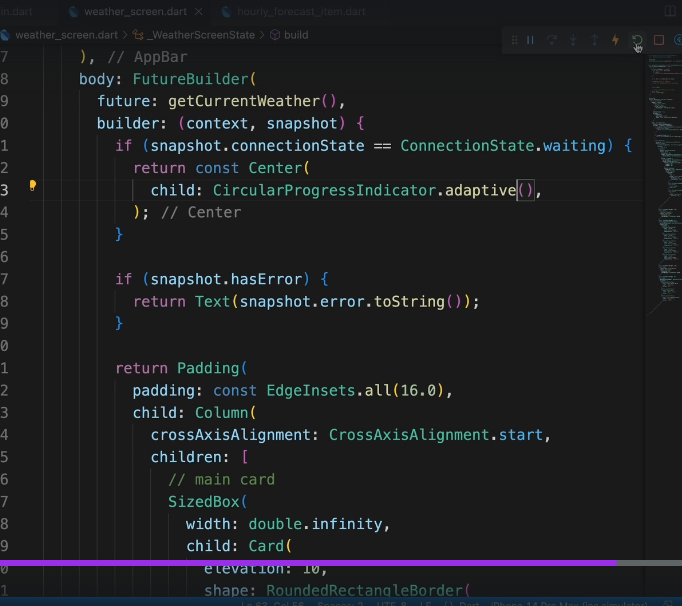 in.dart weather_screen.dart hourly_forecast_item.dart
weather_screen.dart > _WeatherScreenState > build
7 ), // AppBar
8 body: FutureBuilder(
9 future: getCurrentWeather(),
0 builder: (context, snapshot) {
1 if (snapshot.connectionState == ConnectionState.waiting) {
2 return const Center(
3 child: CircularProgressIndicator.adaptive(),
4 ); // Center
5 }
6
7 if (snapshot.hasError) {
8 return Text(snapshot.error.toString());
9 }
0
1 return Padding(
2 padding: const EdgeInsets.all(16.0),
3 child: Column(
4 crossAxisAlignment: CrossAxisAlignment.start,
5 children: [
6 // main card
7 SizedBox(
8 width: double.infinity,
9 child: Card(
0 elevation: 10,
1 shape: RoundedRectangleBorder(